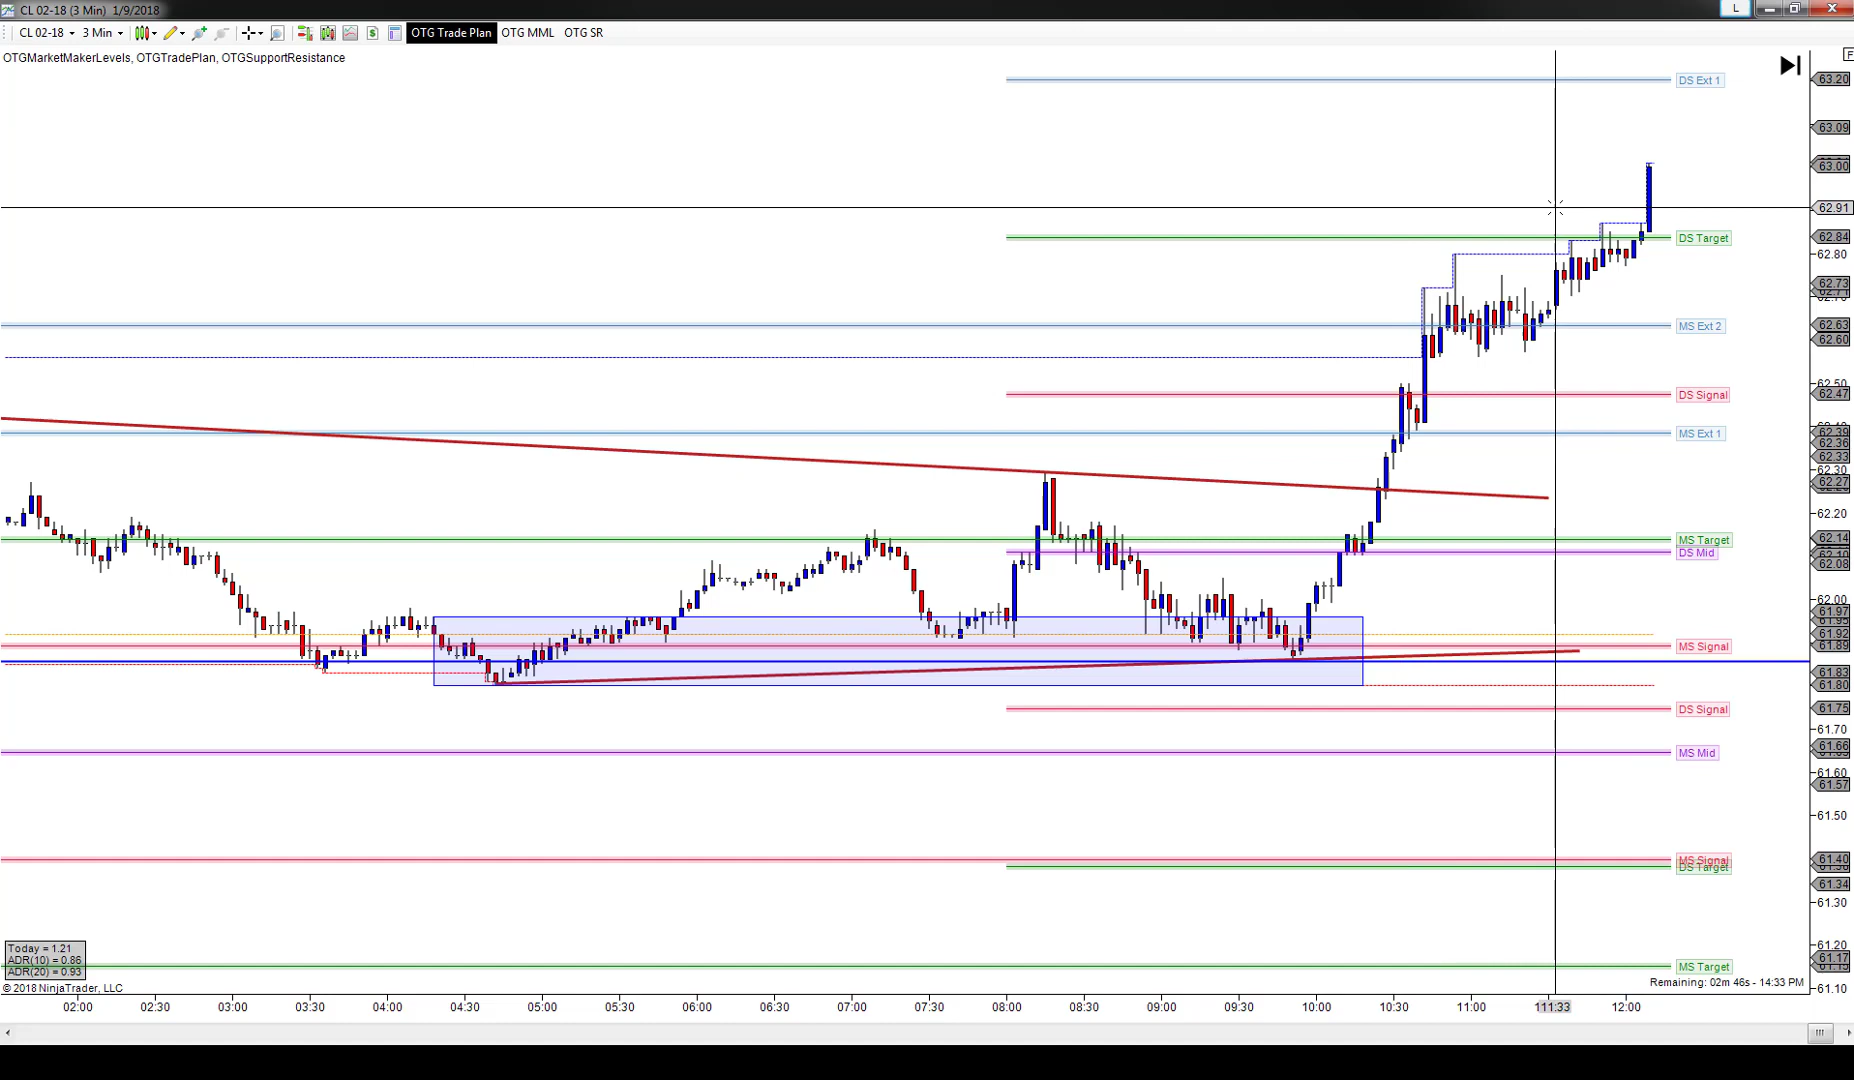 CL 02-18 (3 Min) 1/9/2018
L
CL 02-18 3 Min OTG Trade Plan OTG MML OTG SR
OTGMarketMakerLevels, OTGTradePlan, OTGSupportResistance
F
DS Ext 1 63.20
63.09
63.00
62.91
DS Target 62.84
62.80
62.73
62.71
MS Ext 2 62.63
62.60
62.50
DS Signal 62.47
MS Ext 1 62.39
62.36
62.33
62.30
62.27
62.20
MS Target 62.14
DS Mid 62.10
62.08
62.00
61.97
61.95
61.92
MS Signal 61.89
61.83
61.80
DS Signal 61.75
61.70
MS Mid 61.66
61.60
61.57
61.50
MS Signal 61.40
DS Target
61.34
61.30
61.20
61.17
MS Target
61.10
Today = 1.21
ADR(10) = 0.86
ADR(20) = 0.93
© 2018 NinjaTrader, LLC
Remaining: 02m 46s - 14:33 PM
02:00 02:30 03:00 03:30 04:00 04:30 05:00 05:30 06:00 06:30 07:00 07:30 08:00 08:30 09:00 09:30 10:00 10:30 11:00 11:33 12:00